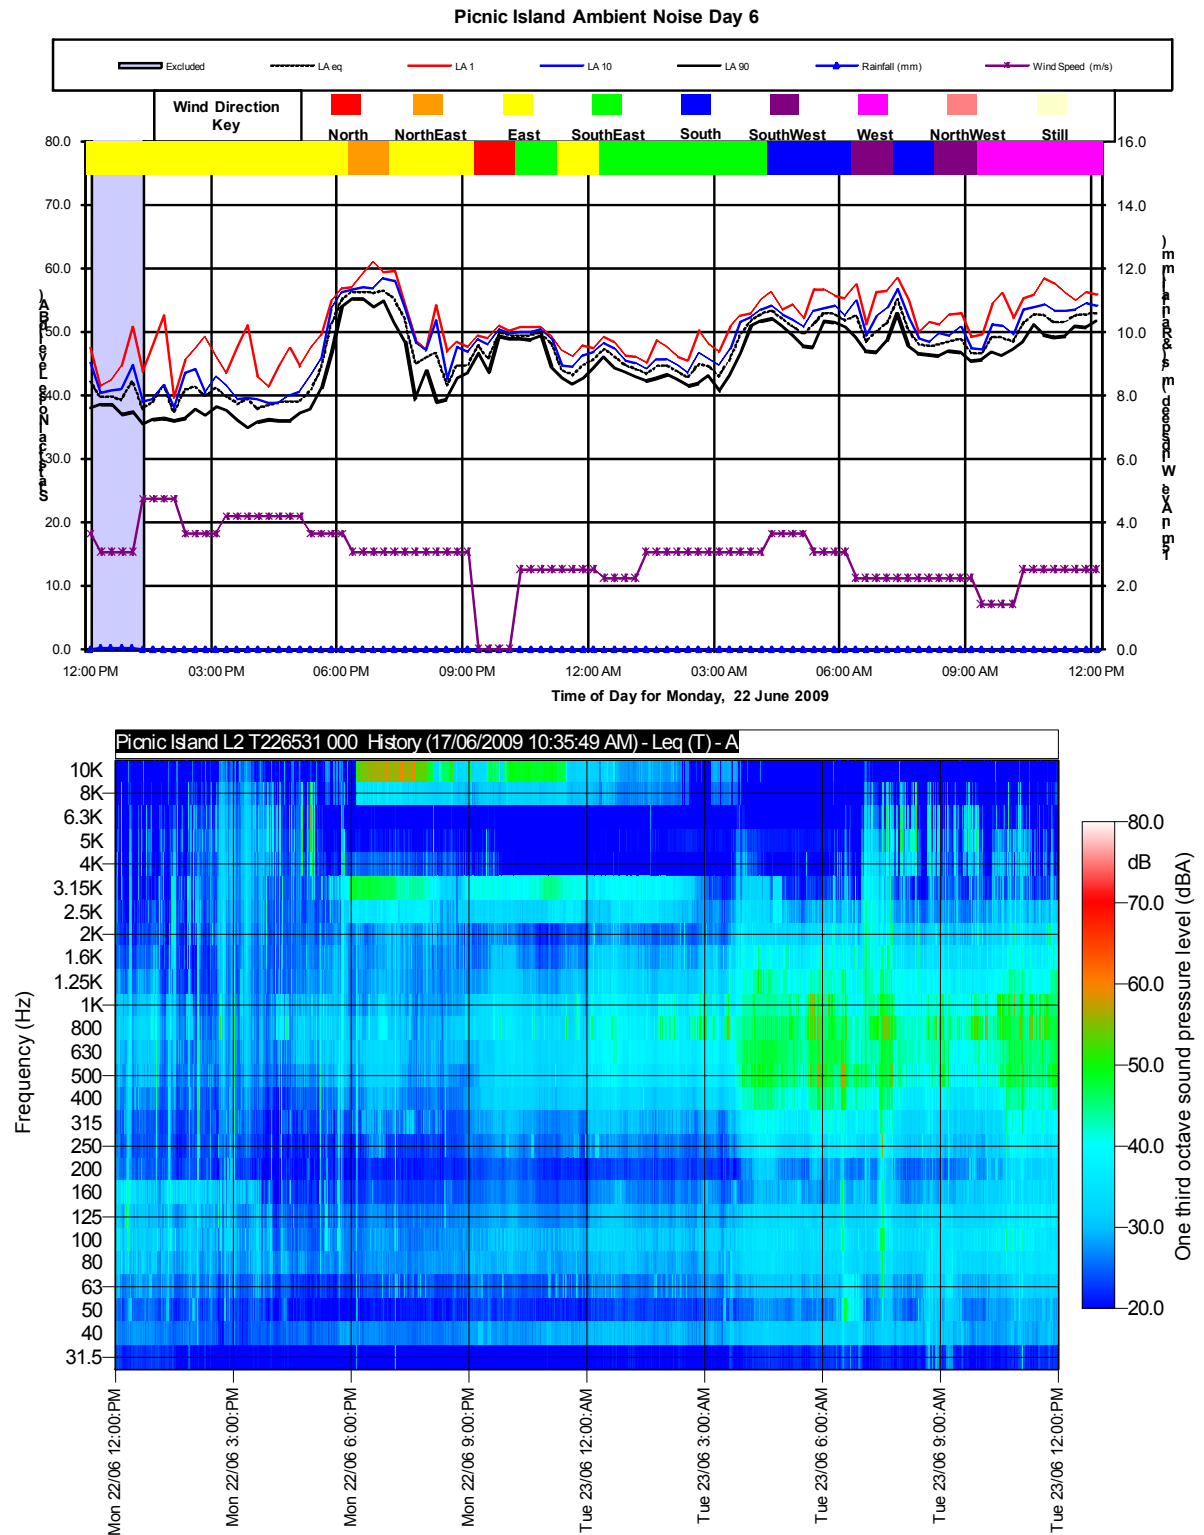 Picnic Island Ambient Noise Day 6
Excluded LA eq LA 1 LA 10 LA 90 Rainfall (mm) Wind Speed (m/s)
Wind Direction
Key
North NorthEast East SouthEast South SouthWest West NorthWest Still
80.0 16.0
70.0 14.0
60.0 12.0
50.0 10.0
40.0 8.0
30.0 6.0
20.0 4.0
10.0 2.0
0.0 0.0
12:00 PM 03:00 PM 06:00 PM 09:00 PM 12:00 AM 03:00 AM 06:00 AM 09:00 AM 12:00 PM
Time of Day for Monday, 22 June 2009
Picnic Island L2 T226531 000 History (17/06/2009 10:35:49 AM) - Leq (T) - A
Frequency (Hz)
10K
8K
6.3K
5K
4K
3.15K
2.5K
2K
1.6K
1.25K
1K
800
630
500
400
315
250
200
160
125
100
80
63
50
40
31.5
80.0
dB
70.0
60.0
50.0
40.0
30.0
20.0
One third octave sound pressure level (dBA)
Mon 22/06 12:00:PM
Mon 22/06 3:00:PM
Mon 22/06 6:00:PM
Mon 22/06 9:00:PM
Tue 23/06 12:00:AM
Tue 23/06 3:00:AM
Tue 23/06 6:00:AM
Tue 23/06 9:00:AM
Tue 23/06 12:00:PM